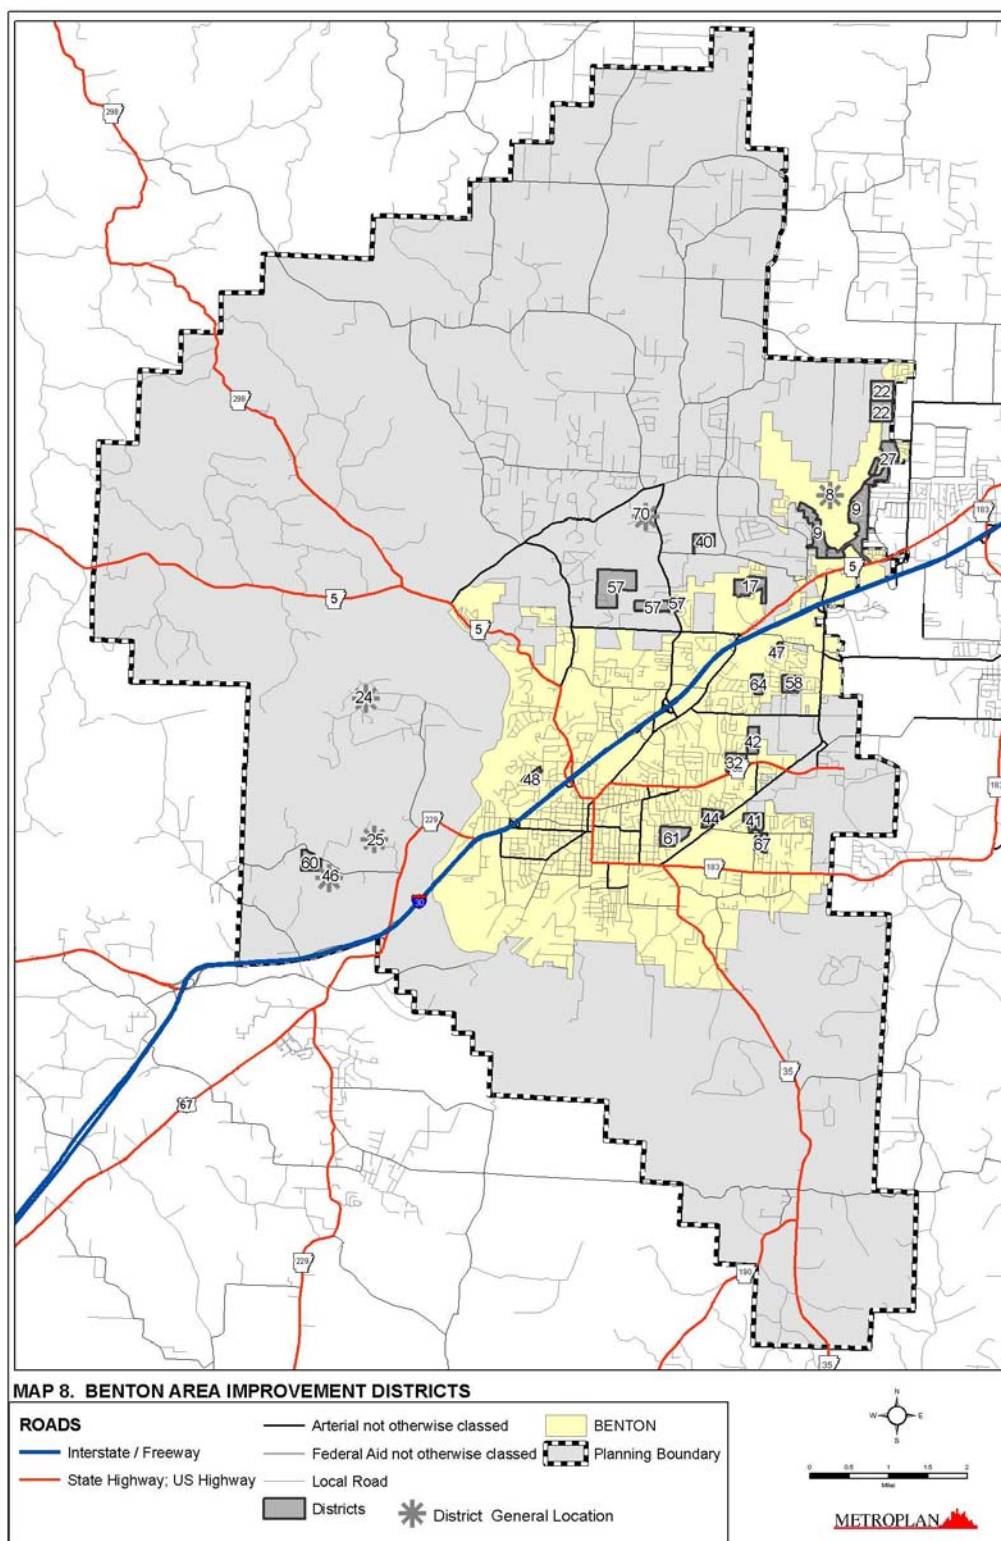 298
298
22
22
27
183
8
9
9
70
40
5
57
17
57
57
5
5
47
64
58
24
42
32
48
183
229
44
41
25
61
67
60
46
183
30
35
67
229
190
35
MAP 8. BENTON AREA IMPROVEMENT DISTRICTS
ROADS
Interstate / Freeway
State Highway; US Highway
Arterial not otherwise classed
Federal Aid not otherwise classed
Local Road
Districts
District General Location
BENTON
Planning Boundary
N
W E
S
0 0.5 1 1.5 2
Miles
METROPLAN